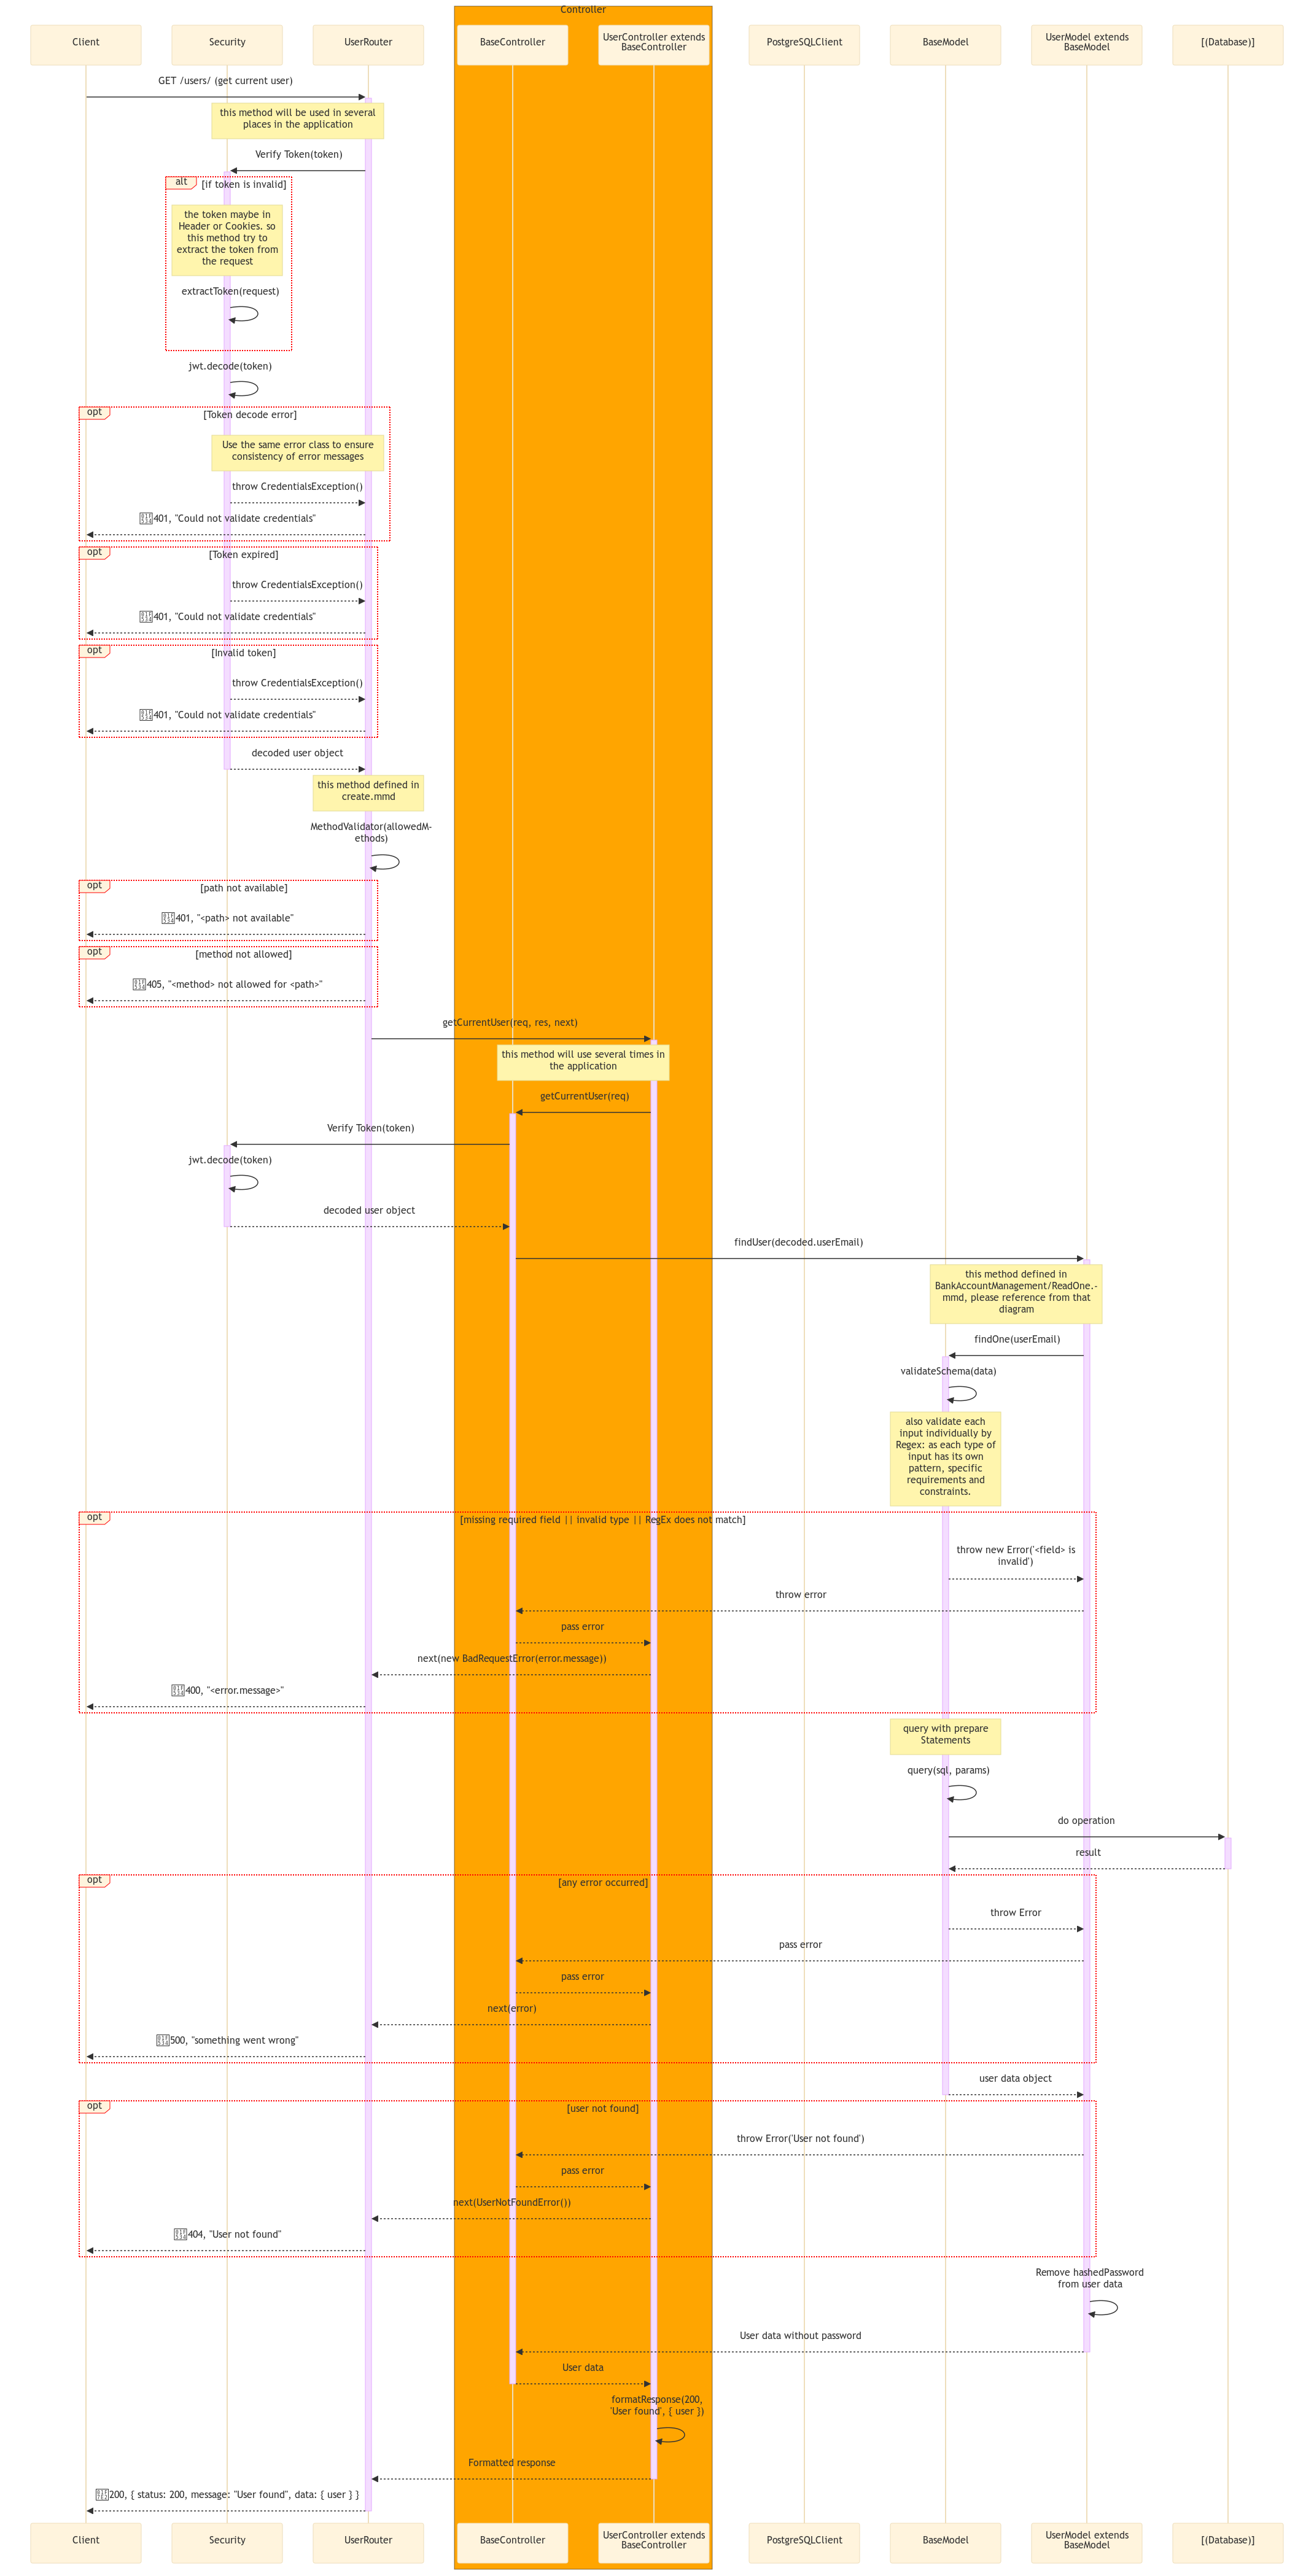 Controller
Client
Security
UserRouter
BaseController
UserController extends
BaseController
PostgreSQLClient
BaseModel
UserModel extends
BaseModel
[(Database)]
GET /users/ (get current user)
this method will be used in several
places in the application
Verify Token(token)
alt
[if token is invalid]
the token maybe in
Header or Cookies. so
this method try to
extract the token from
the request
extractToken(request)
jwt.decode(token)
opt
[Token decode error]
Use the same error class to ensure
consistency of error messages
throw CredentialsException()
401, "Could not validate credentials"
opt
[Token expired]
throw CredentialsException()
401, "Could not validate credentials"
opt
[Invalid token]
throw CredentialsException()
401, "Could not validate credentials"
decoded user object
this method defined in
create.mmd
MethodValidator(allowedM-
ethods)
opt
[path not available]
401, "<path> not available"
opt
[method not allowed]
405, "<method> not allowed for <path>"
getCurrentUser(req, res, next)
this method will use several times in
the application
getCurrentUser(req)
Verify Token(token)
jwt.decode(token)
decoded user object
findUser(decoded.userEmail)
this method defined in
BankAccountManagement/ReadOne.-
mmd, please reference from that
diagram
findOne(userEmail)
validateSchema(data)
also validate each
input individually by
Regex: as each type of
input has its own
pattern, specific
requirements and
constraints.
opt
[missing required field || invalid type || RegEx does not match]
throw new Error('<field> is
invalid')
throw error
pass error
next(new BadRequestError(error.message))
400, "<error.message>"
query with prepare
Statements
query(sql, params)
do operation
result
opt
[any error occurred]
throw Error
pass error
pass error
next(error)
500, "something went wrong"
user data object
opt
[user not found]
throw Error('User not found')
pass error
next(UserNotFoundError())
404, "User not found"
Remove hashedPassword
from user data
User data without password
User data
formatResponse(200,
'User found', { user })
Formatted response
200, { status: 200, message: "User found", data: { user } }
Client
Security
UserRouter
BaseController
UserController extends
BaseController
PostgreSQLClient
BaseModel
UserModel extends
BaseModel
[(Database)]